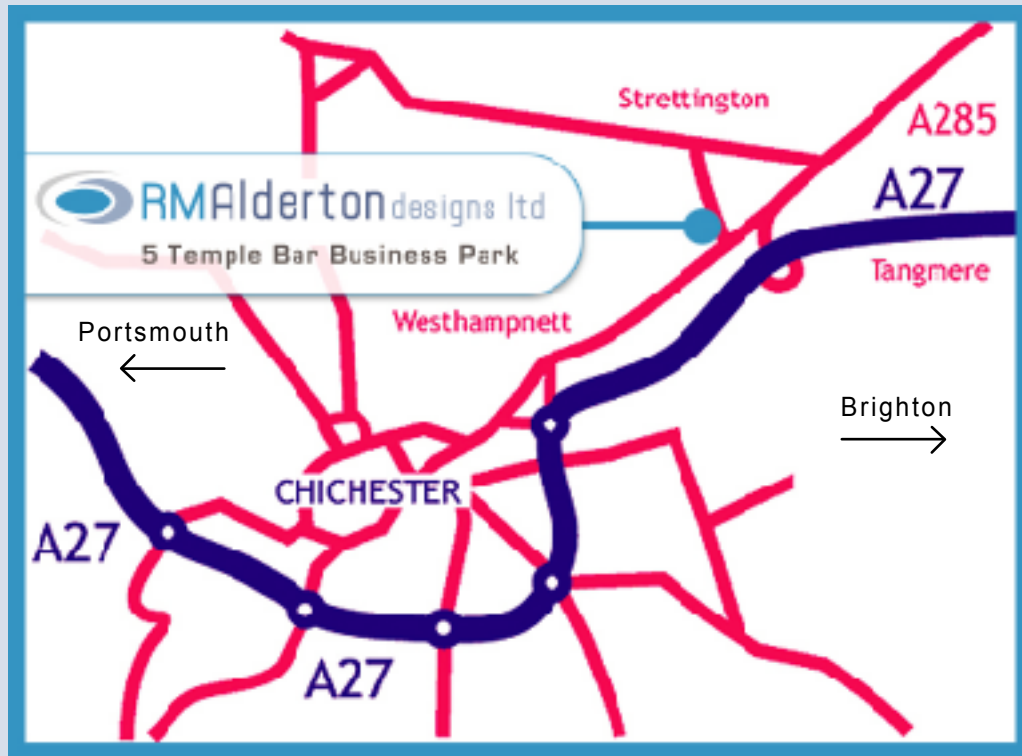 Strettington
A285
A27
RMAlderton designs ltd
5 Temple Bar Business Park
Tangmere
Westhampnett
Portsmouth
Brighton
CHICHESTER
A27
A27